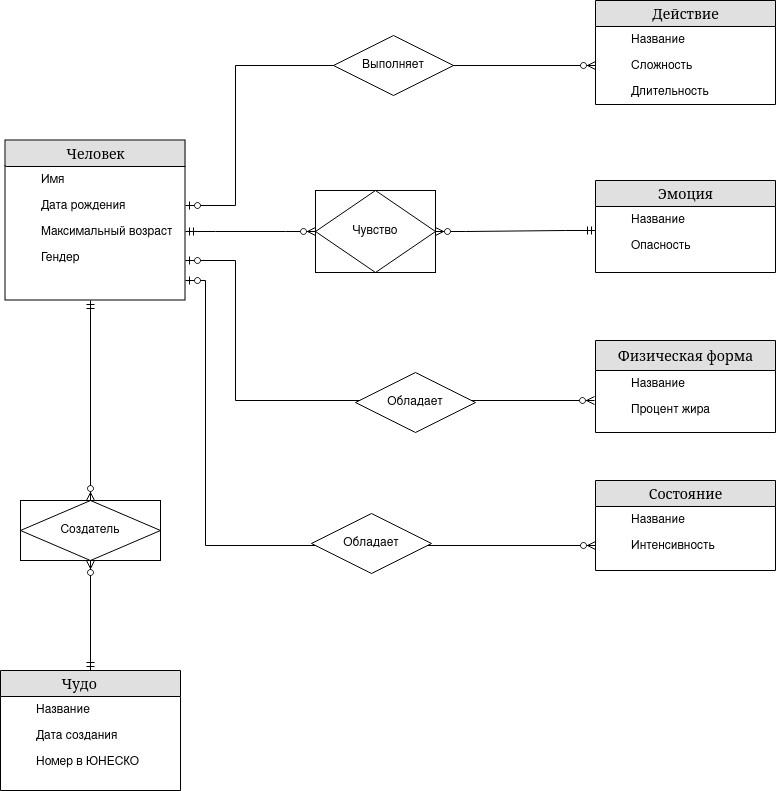 Действие
Название
Сложность
Длительность
Выполняет
Человек
Имя
Дата рождения
Максимальный возраст
Гендер
Чувство
Эмоция
Название
Опасность
Физическая форма
Название
Процент жира
Обладает
Состояние
Название
Интенсивность
Обладает
Создатель
Чудо
Название
Дата создания
Номер в ЮНЕСКО